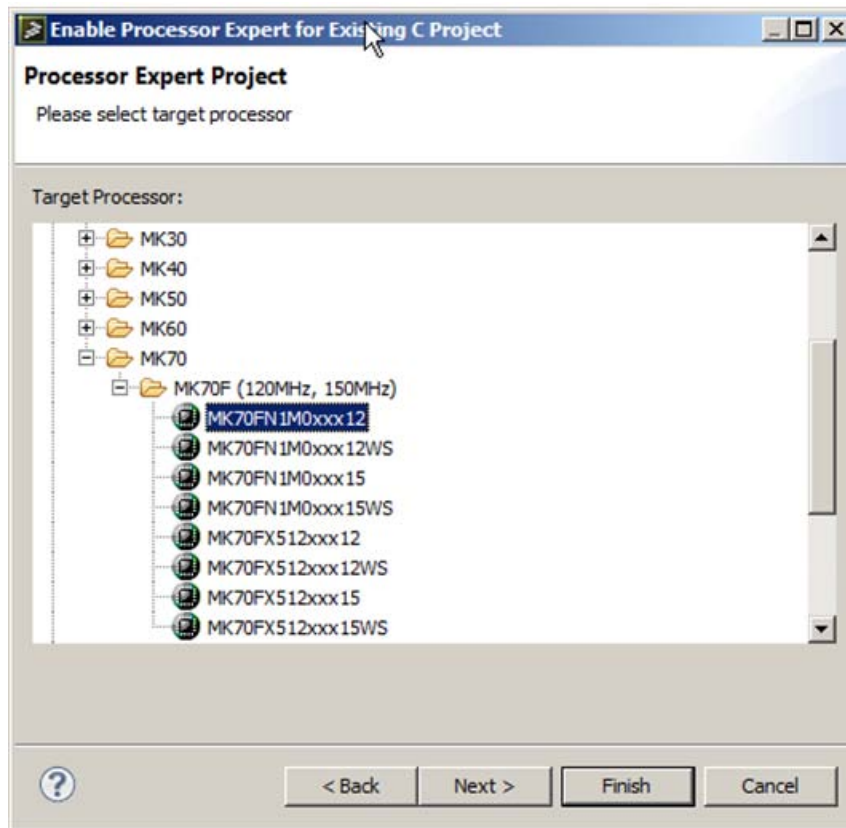 Enable Processor Expert for Existing C Project
Processor Expert Project
Please select target processor
Target Processor:
MK30
MK40
MK50
MK60
MK70
MK70F (120MHz, 150MHz)
MK70FN1M0xxx12
MK70FN1M0xxx12WS
MK70FN1M0xxx15
MK70FN1M0xxx15WS
MK70FX512xxx12
MK70FX512xxx12WS
MK70FX512xxx15
MK70FX512xxx15WS
? < Back Next > Finish Cancel